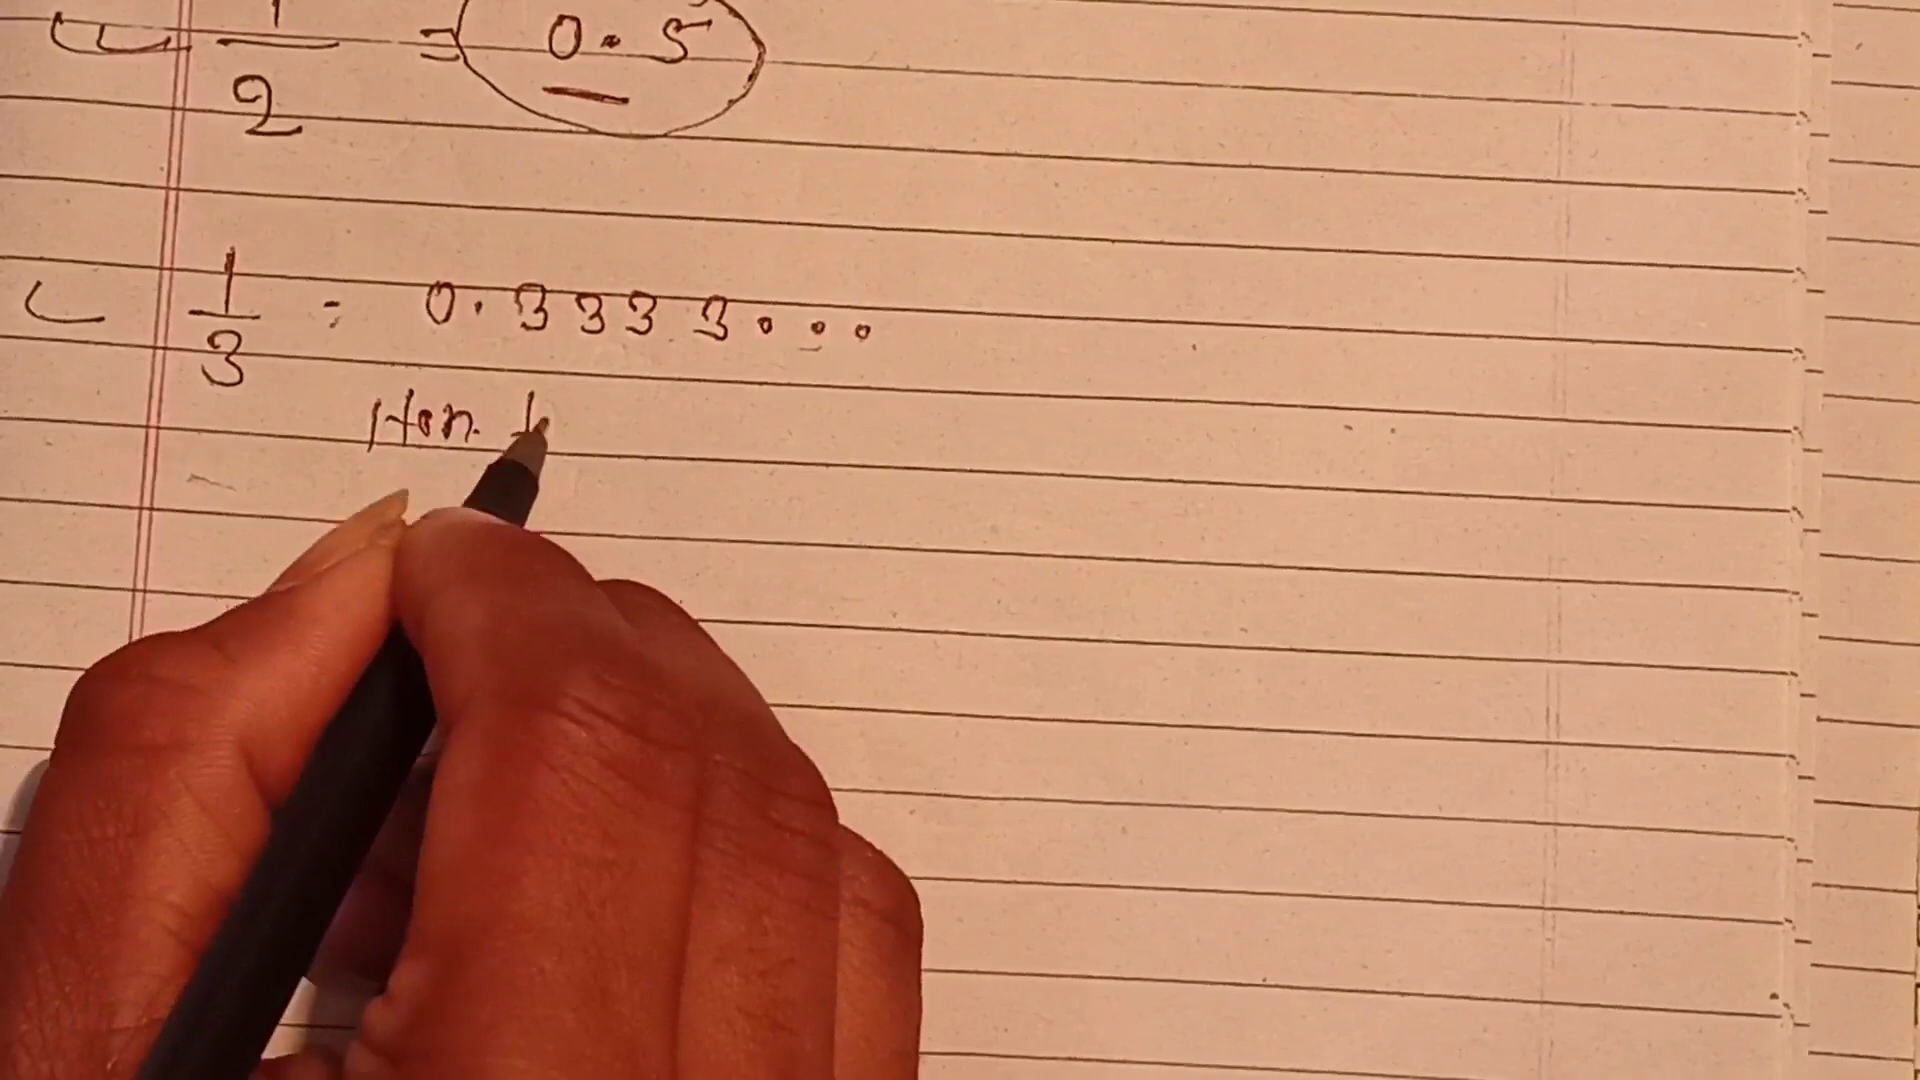 1/2 = 0.5
1/3 = 0.3333...
Non